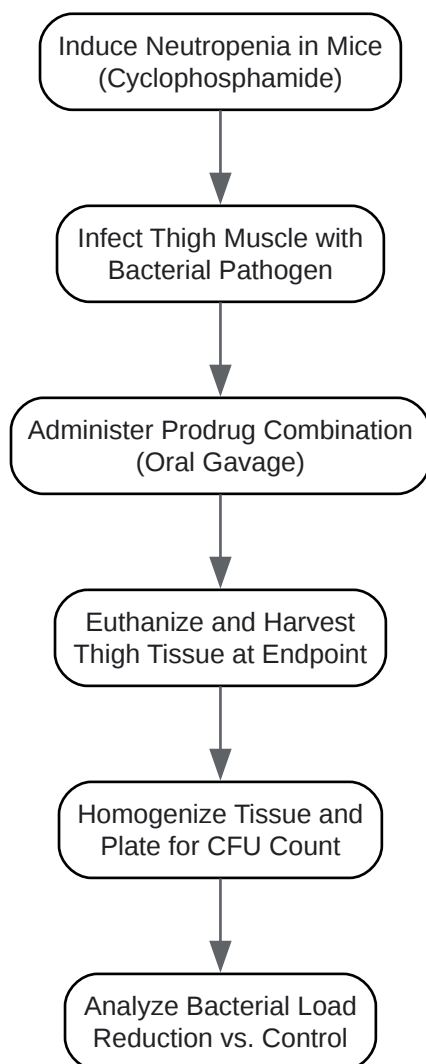 Induce Neutropenia in Mice
(Cyclophosphamide)
Infect Thigh Muscle with
Bacterial Pathogen
Administer Prodrug Combination
(Oral Gavage)
Euthanize and Harvest
Thigh Tissue at Endpoint
Homogenize Tissue and
Plate for CFU Count
Analyze Bacterial Load
Reduction vs. Control